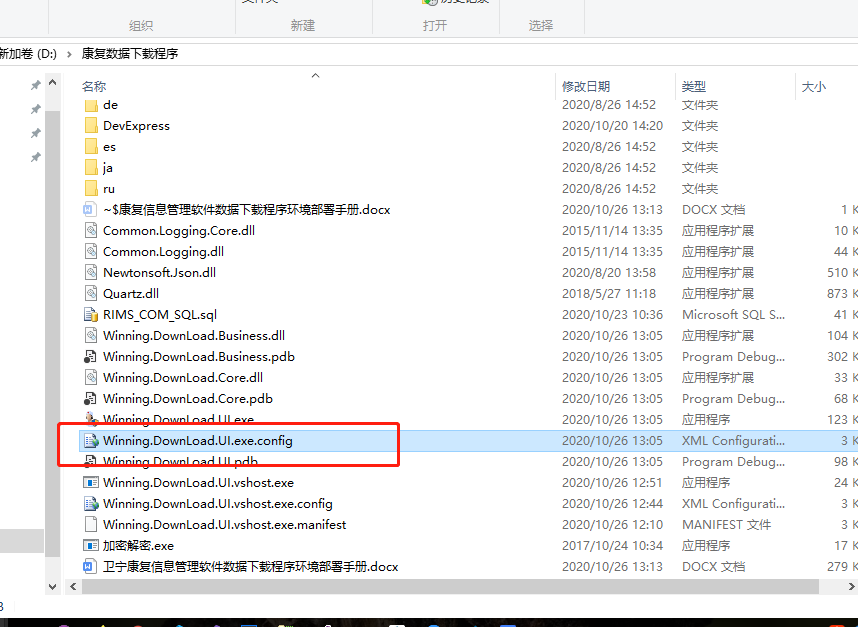 文件夹 历史记录
组织 新建 打开 选择
新加卷 (D:) › 康复数据下载程序
名称 修改日期 类型 大小
de 2020/8/26 14:52 文件夹
DevExpress 2020/10/20 14:20 文件夹
es 2020/8/26 14:52 文件夹
ja 2020/8/26 14:52 文件夹
ru 2020/8/26 14:52 文件夹
~$康复信息管理软件数据下载程序环境部署手册.docx 2020/10/26 13:13 DOCX 文档 1 K
Common.Logging.Core.dll 2015/11/14 13:35 应用程序扩展 10 K
Common.Logging.dll 2015/11/14 13:35 应用程序扩展 44 K
Newtonsoft.Json.dll 2020/8/20 13:58 应用程序扩展 510 K
Quartz.dll 2018/5/27 11:18 应用程序扩展 873 K
RIMS_COM_SQL.sql 2020/10/23 10:36 Microsoft SQL S... 41 K
Winning.DownLoad.Business.dll 2020/10/26 13:05 应用程序扩展 104 K
Winning.DownLoad.Business.pdb 2020/10/26 13:05 Program Debug... 302 K
Winning.DownLoad.Core.dll 2020/10/26 13:05 应用程序扩展 33 K
Winning.DownLoad.Core.pdb 2020/10/26 13:05 Program Debug... 68 K
Winning.DownLoad.UI.exe 2020/10/26 13:05 应用程序 123 K
Winning.DownLoad.UI.exe.config 2020/10/26 13:05 XML Configurati... 3 K
Winning.DownLoad.UI.pdb 2020/10/26 13:05 Program Debug... 98 K
Winning.DownLoad.UI.vshost.exe 2020/10/26 12:51 应用程序 24 K
Winning.DownLoad.UI.vshost.exe.config 2020/10/26 12:44 XML Configurati... 3 K
Winning.DownLoad.UI.vshost.exe.manifest 2020/10/26 12:10 MANIFEST 文件 3 K
加密解密.exe 2017/10/24 10:34 应用程序 17 K
卫宁康复信息管理软件数据下载程序环境部署手册.docx 2020/10/26 13:13 DOCX 文档 279 K